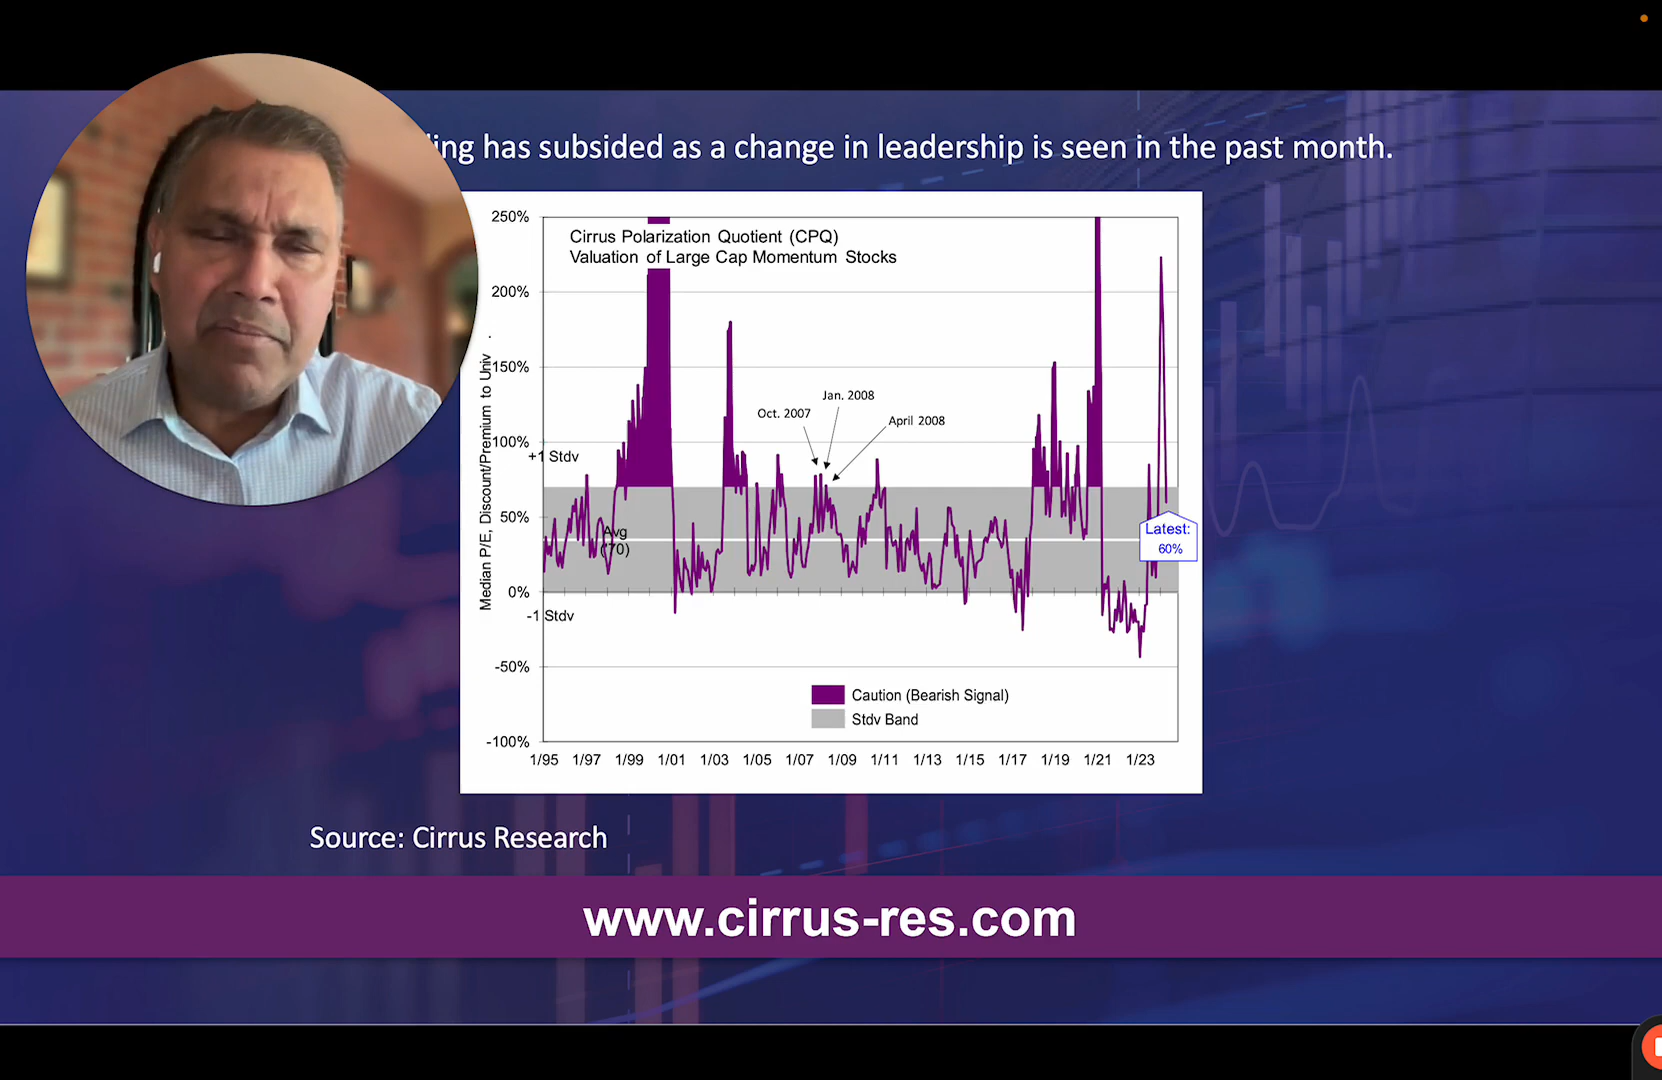 ing has subsided as a change in leadership is seen in the past month.
Cirrus Polarization Quotient (CPQ)
Valuation of Large Cap Momentum Stocks
Median P/E, Discount/Premium to Univ .
250%
200%
150%
100%
+1 Stdv
50%
Avg
('70)
0%
-1 Stdv
-50%
-100%
Oct. 2007
Jan. 2008
April 2008
Latest:
60%
Caution (Bearish Signal)
Stdv Band
1/95 1/97 1/99 1/01 1/03 1/05 1/07 1/09 1/11 1/13 1/15 1/17 1/19 1/21 1/23
Source: Cirrus Research
www.cirrus-res.com